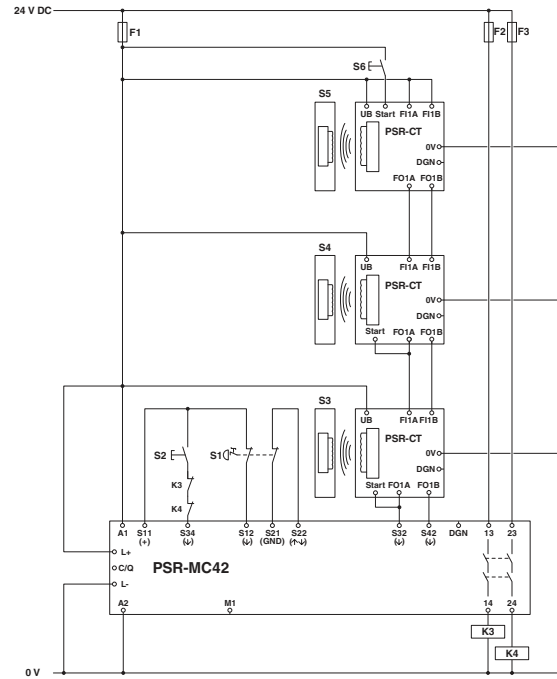 24 V DC
F1
F2
F3
S6
S5
UB Start FI1A FI1B
PSR-CT
0V
DGN
FO1A FO1B
S4
UB FI1A FI1B
PSR-CT
0V
DGN
Start FO1A FO1B
S3
UB FI1A FI1B
PSR-CT
0V
DGN
Start FO1A FO1B
S2
S1
K3
K4
A1 S11 S34 S12 S21 S22 S32 S42 DGN 13 23
(+) (↓) (↓) (GND) (↑↓) (↓) (↓)
L+
C/Q
L-
PSR-MC42
A2 M1 14 24
K3
K4
0 V